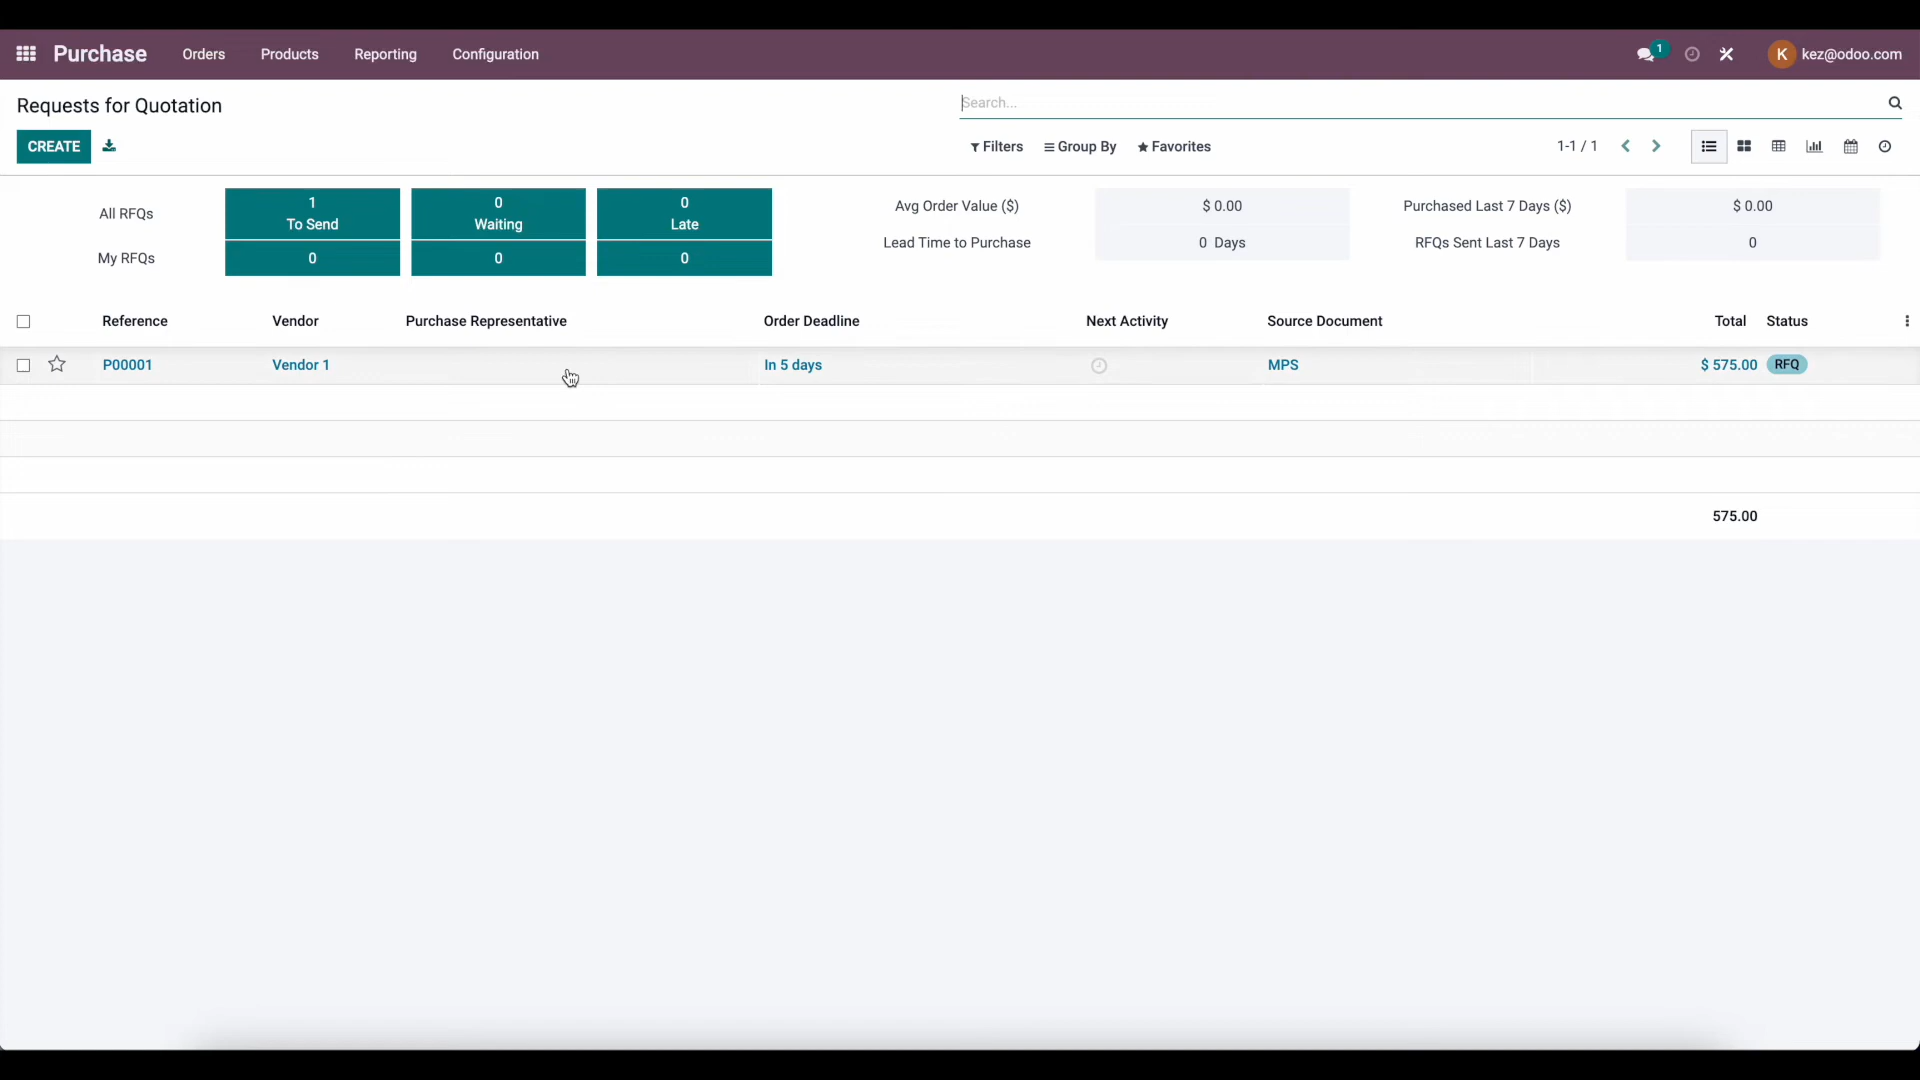 Purchase Orders Products Reporting Configuration 1 K kez@odoo.com
Requests for Quotation Search...
CREATE Filters Group By Favorites 1-1 / 1
All RFQs 1 To Send 0 Waiting 0 Late
My RFQs 0 0 0
Avg Order Value ($) $ 0.00 Purchased Last 7 Days ($) $ 0.00
Lead Time to Purchase 0 Days RFQs Sent Last 7 Days 0
Reference Vendor Purchase Representative Order Deadline Next Activity Source Document Total Status
P00001 Vendor 1 In 5 days MPS $ 575.00 RFQ
575.00